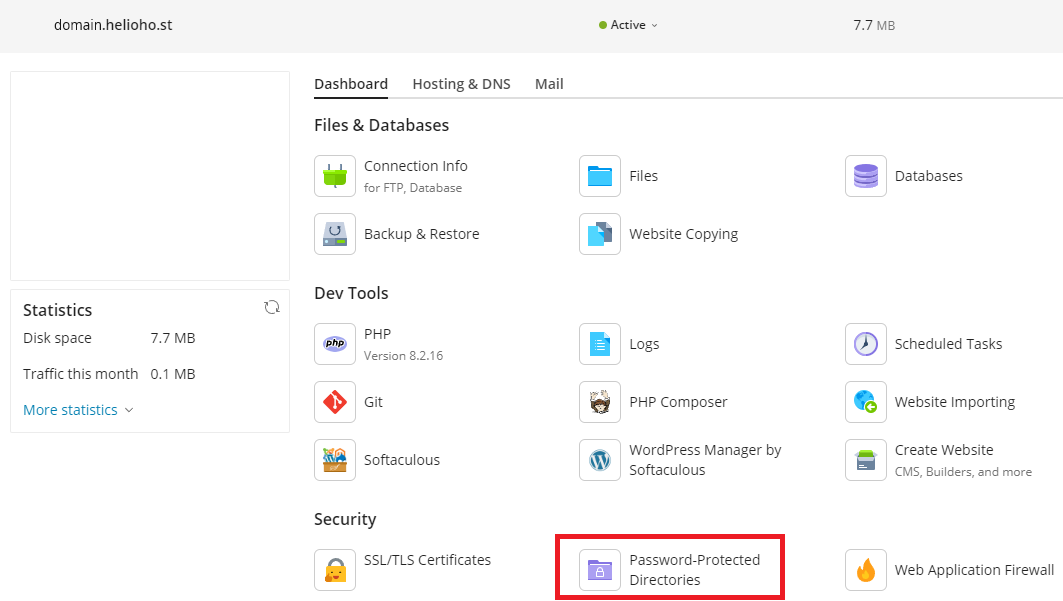 domain.helioho.st
Active
7.7 MB
Dashboard
Hosting & DNS
Mail
Files & Databases
Connection Info
for FTP, Database
Files
Databases
Backup & Restore
Website Copying
Statistics
Disk space 7.7 MB
Traffic this month 0.1 MB
More statistics
Dev Tools
php
PHP
Version 8.2.16
Logs
Scheduled Tasks
Git
PHP Composer
Website Importing
Softaculous
WordPress Manager by
Softaculous
Create Website
CMS, Builders, and more
Security
SSL/TLS Certificates
Password-Protected
Directories
Web Application Firewall